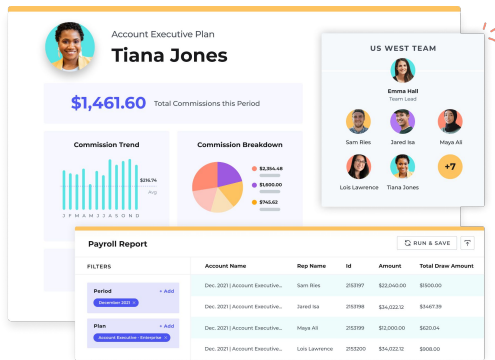 Account Executive Plan
Tiana Jones
$1,461.60 Total Commissions this Period
Commission Trend
$216.74
Avg
J F M A M J J A S O N D
Commission Breakdown
$2,354.48
$1,600.00
$745.62
US WEST TEAM
Emma Hall
Team Lead
Sam Ries Jared Isa Maya Ali
Lois Lawrence Tiana Jones +7
Payroll Report
RUN & SAVE
FILTERS
Period + Add
December 2021 x
Plan + Add
Account Executive - Enterprise x
Account Name Rep Name Id Amount Total Draw Amount
Dec. 2021 | Account Executive... Sam Ries 2153197 $22,040.00 $1500.00
Dec. 2021 | Account Executive... Jared Isa 2153198 $34,022.12 $3467.39
Dec. 2021 | Account Executive... Maya Ali 2153199 $12,000.00 $620.04
Dec. 2021 | Account Executive... Lois Lawrence 2153200 $34,022.12 $908.00